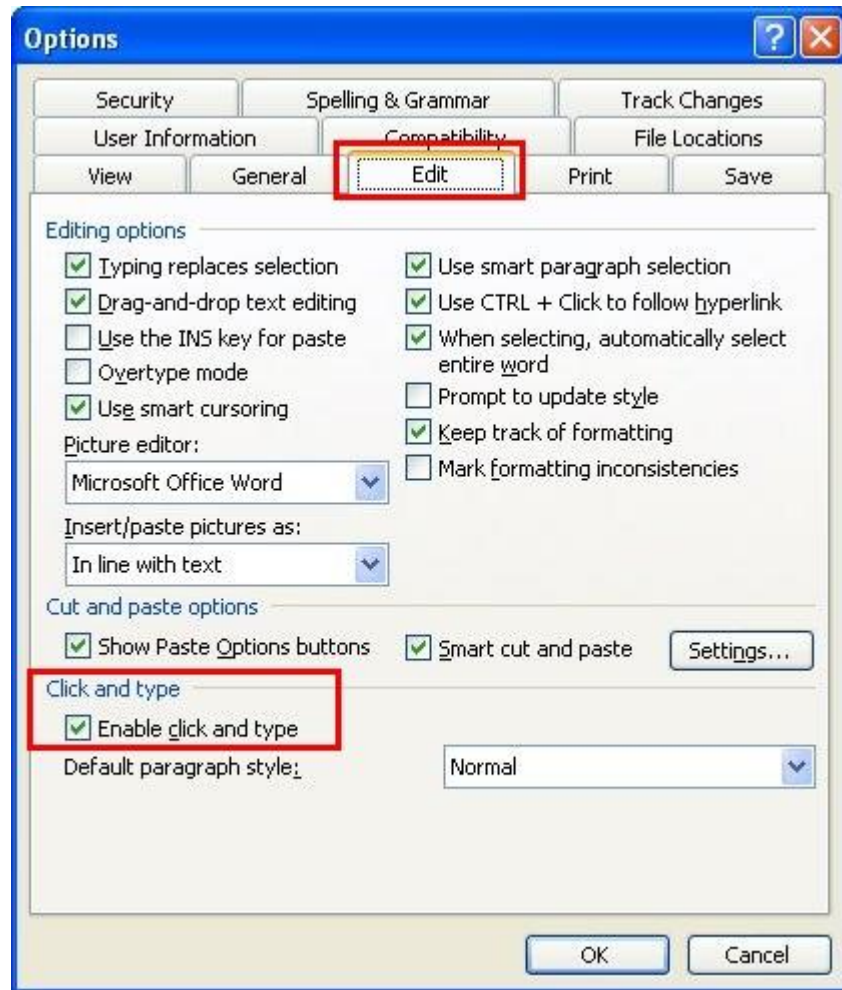 Options
Security Spelling & Grammar Track Changes
User Information Compatibility File Locations
View General Edit Print Save
Editing options
Typing replaces selection
Drag-and-drop text editing
Use the INS key for paste
Overtype mode
Use smart cursoring
Picture editor:
Microsoft Office Word
Insert/paste pictures as:
In line with text
Use smart paragraph selection
Use CTRL + Click to follow hyperlink
When selecting, automatically select
entire word
Prompt to update style
Keep track of formatting
Mark formatting inconsistencies
Cut and paste options
Show Paste Options buttons Smart cut and paste Settings...
Click and type
Enable click and type
Default paragraph style: Normal
OK Cancel